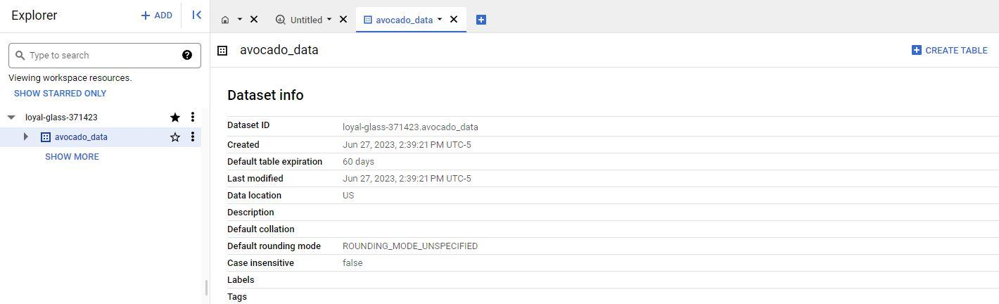 Explorer
+ ADD
Type to search
Viewing workspace resources.
SHOW STARRED ONLY
loyal-glass-371423
avocado_data
SHOW MORE
Untitled
avocado_data
avocado_data
CREATE TABLE
Dataset info
Dataset ID loyal-glass-371423.avocado_data
Created Jun 27, 2023, 2:39:21 PM UTC-5
Default table expiration 60 days
Last modified Jun 27, 2023, 2:39:21 PM UTC-5
Data location US
Description
Default collation
Default rounding mode ROUNDING_MODE_UNSPECIFIED
Case insensitive false
Labels
Tags